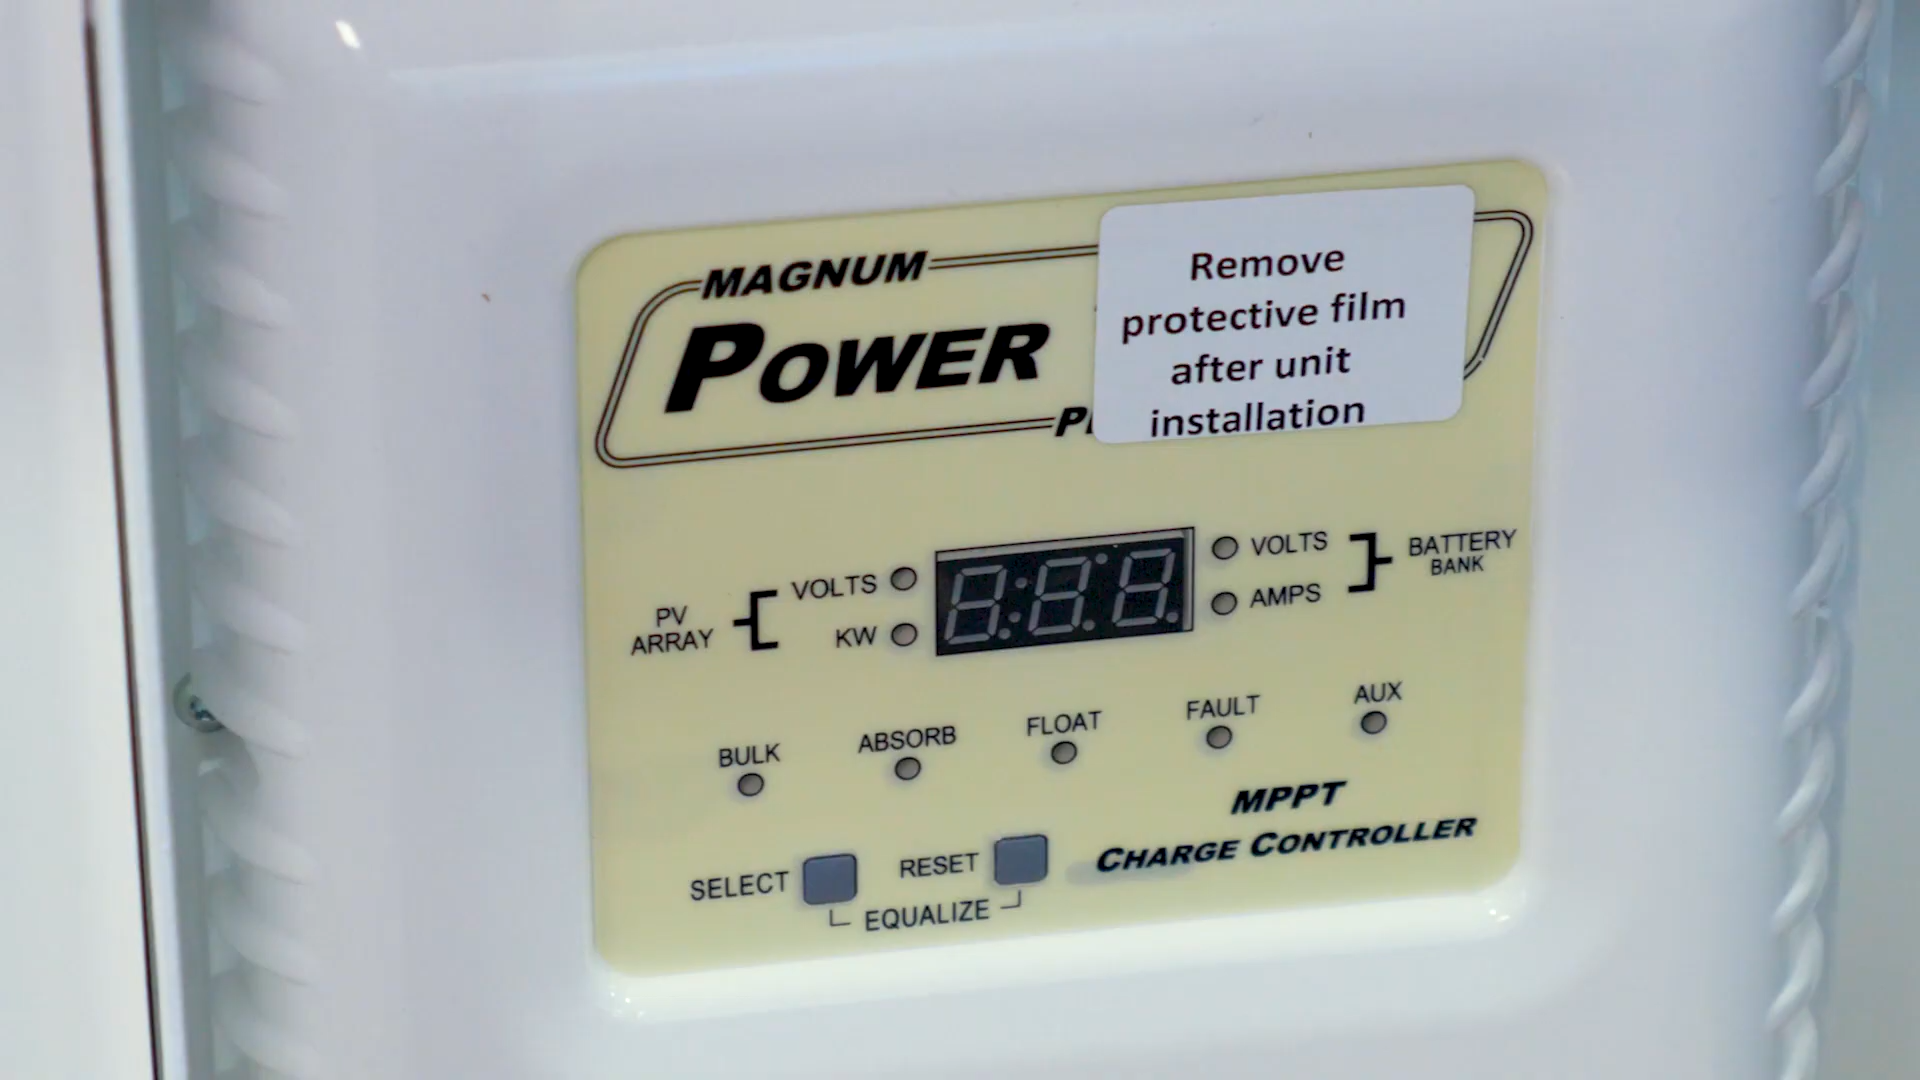 MAGNUM
POWER
Remove
protective film
after unit
installation
PV
ARRAY
VOLTS
KW
VOLTS
AMPS
BATTERY
BANK
BULK
ABSORB
FLOAT
FAULT
AUX
MPPT
CHARGE CONTROLLER
SELECT
RESET
EQUALIZE